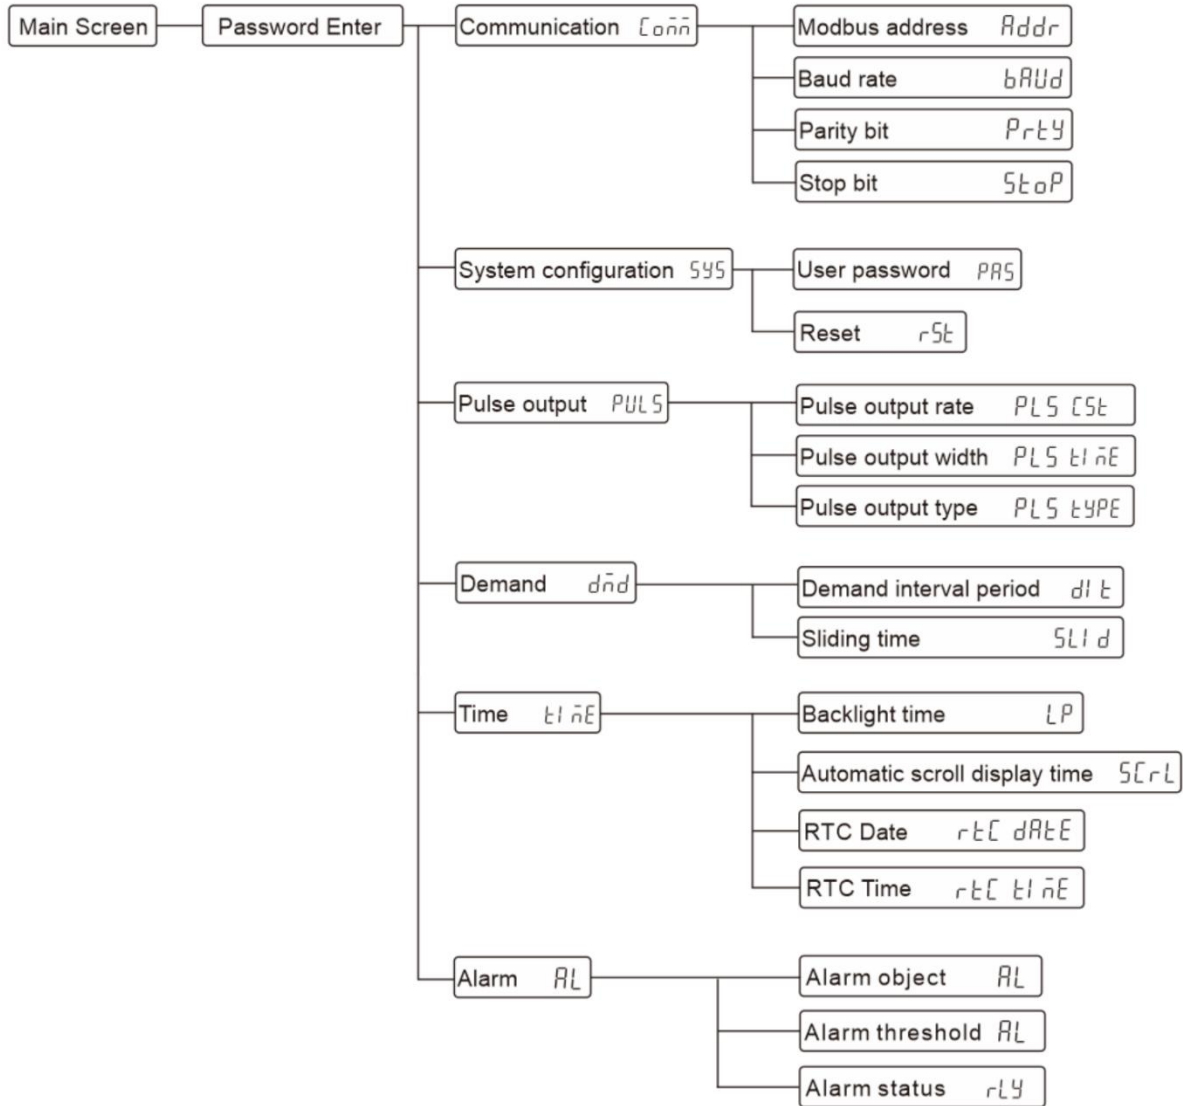 Main Screen
Password Enter
Communication Comm
Modbus address Addr
Baud rate bAUd
Parity bit PrtY
Stop bit StoP
System configuration SYS
User password PAS
Reset rSt
Pulse output PULS
Pulse output rate PLS CSt
Pulse output width PLS tImE
Pulse output type PLS tYPE
Demand dmd
Demand interval period dIt
Sliding time SLId
Time tImE
Backlight time LP
Automatic scroll display time SCrL
RTC Date rtC dAtE
RTC Time rtC tImE
Alarm AL
Alarm object AL
Alarm threshold AL
Alarm status rLY